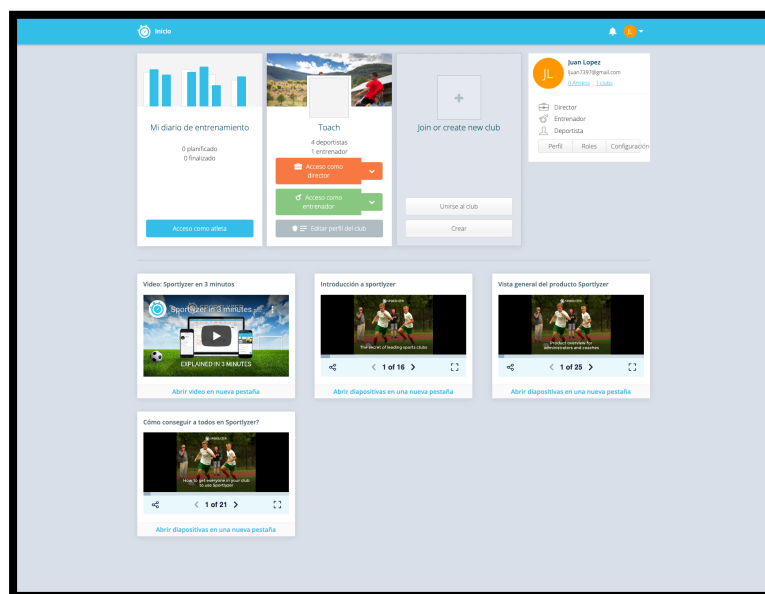 Inicio
JL
Mi diario de entrenamiento
0 planificado
0 finalizado
Acceso como atleta
Toach
4 deportistas
1 entrenador
Acceso como
director
Acceso como
entrenador
Editar perfil del club
Join or create new club
Unirse al club
Crear
JL
Juan Lopez
ljuan7397@gmail.com
0 Amigos 1 clubs
Director
Entrenador
Deportista
Perfil Roles Configuración
Video: Sportlyzer en 3 minutos
Sportlyzer in 3 minutes -...
EXPLAINED IN 3 MINUTES
Abrir video en nueva pestaña
Introducción a sportlyzer
The secret of leading sports clubs
1 of 16
Abrir diapositivas en una nueva pestaña
Vista general del producto Sportlyzer
Product overview for
administrators and coaches
1 of 25
Abrir diapositivas en una nueva pestaña
Cómo conseguir a todos en Sportlyzer?
How to get everyone in your club
to use Sportlyzer
1 of 21
Abrir diapositivas en una nueva pestaña